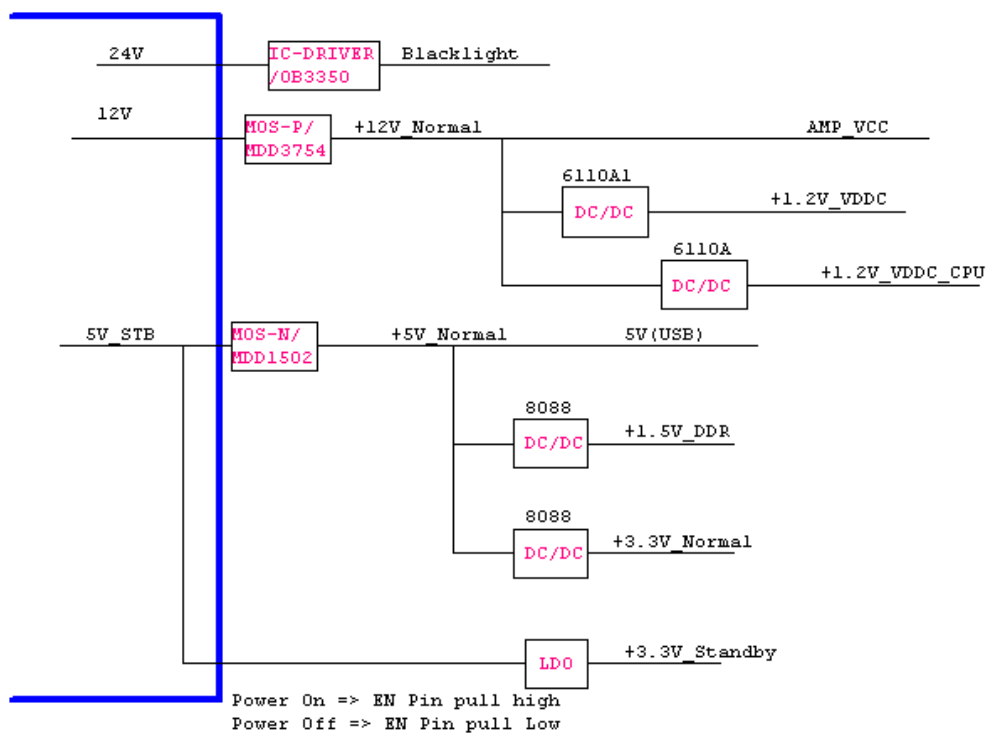 24V
IC-DRIVER
/OB3350
Blacklight
12V
MOS-P/
MDD3754
+12V_Normal
AMP_VCC
6110A1
DC/DC
+1.2V_VDDC
6110A
DC/DC
+1.2V_VDDC_CPU
5V_STB
MOS-N/
MDD1502
+5V_Normal
5V(USB)
8088
DC/DC
+1.5V_DDR
8088
DC/DC
+3.3V_Normal
LDO
+3.3V_Standby
Power On => EN Pin pull high
Power Off => EN Pin pull Low